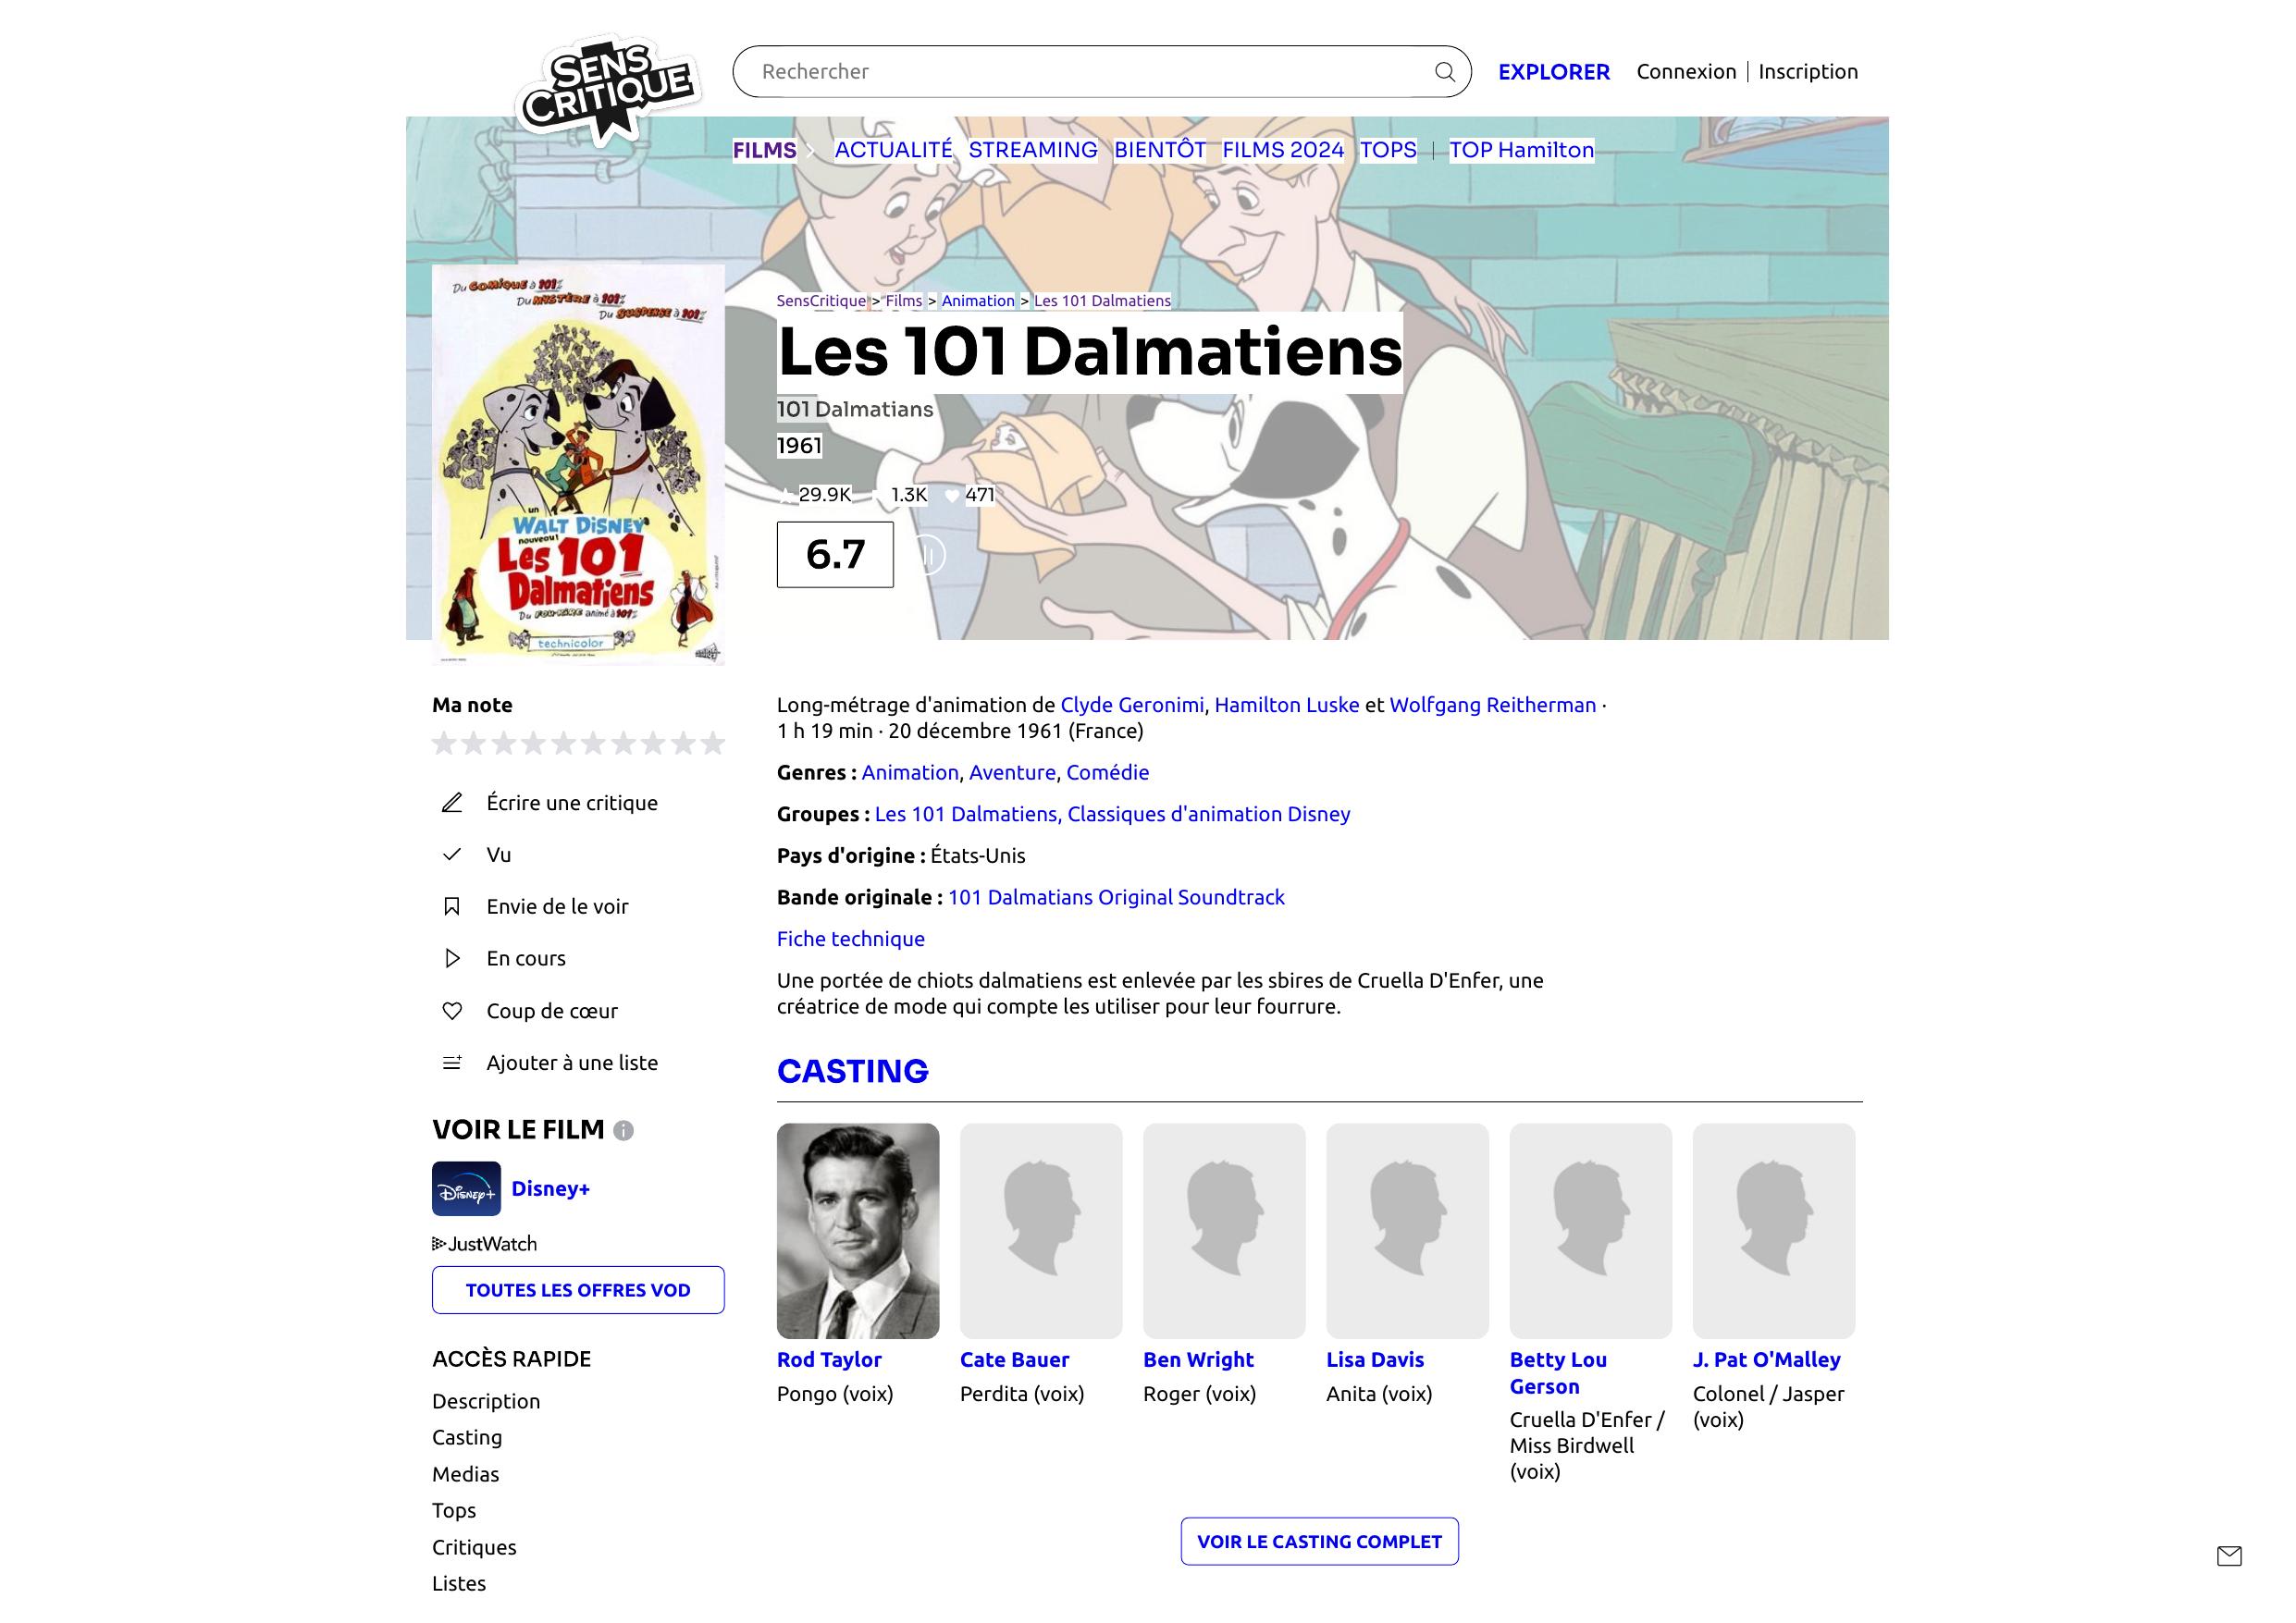 SENS
CRITIQUE
Rechercher
EXPLORER
Connexion | Inscription
FILMS
ACTUALITÉ
STREAMING
BIENTÔT
FILMS 2024
TOPS
| TOP Hamilton
Du COMIQUE à 101%
Du MYSTÈRE à 101%
Du SUSPENSE à 101%
un
WALT DISNEY
nouveau!
Les 101
Dalmatiens
Du FOU-RIRE animé à 101%
technicolor
SensCritique > Films > Animation > Les 101 Dalmatiens
Les 101 Dalmatiens
101 Dalmatians
1961
29.9K 1.3K 471
6.7
Ma note
Écrire une critique
Vu
Envie de le voir
En cours
Coup de cœur
Ajouter à une liste
VOIR LE FILM
Disney+
Disney+
JustWatch
TOUTES LES OFFRES VOD
ACCÈS RAPIDE
Description
Casting
Medias
Tops
Critiques
Listes
Long-métrage d'animation de Clyde Geronimi, Hamilton Luske et Wolfgang Reitherman ·
1 h 19 min · 20 décembre 1961 (France)
Genres : Animation, Aventure, Comédie
Groupes : Les 101 Dalmatiens, Classiques d'animation Disney
Pays d'origine : États-Unis
Bande originale : 101 Dalmatians Original Soundtrack
Fiche technique
Une portée de chiots dalmatiens est enlevée par les sbires de Cruella D'Enfer, une
créatrice de mode qui compte les utiliser pour leur fourrure.
CASTING
Rod Taylor
Pongo (voix)
Cate Bauer
Perdita (voix)
Ben Wright
Roger (voix)
Lisa Davis
Anita (voix)
Betty Lou
Gerson
Cruella D'Enfer /
Miss Birdwell
(voix)
J. Pat O'Malley
Colonel / Jasper
(voix)
VOIR LE CASTING COMPLET